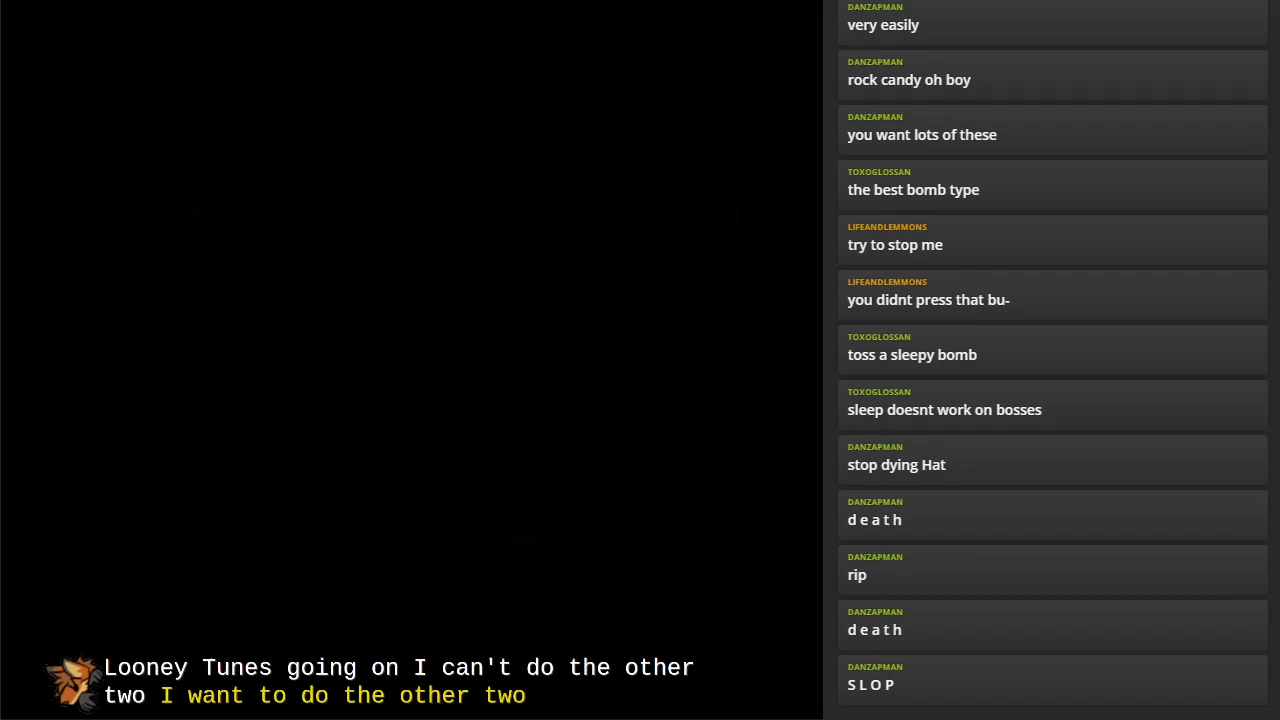 DANZAPMAN
very easily
DANZAPMAN
rock candy oh boy
DANZAPMAN
you want lots of these
TOXOGLOSSAN
the best bomb type
LIFEANDLEMMONS
try to stop me
LIFEANDLEMMONS
you didnt press that bu-
TOXOGLOSSAN
toss a sleepy bomb
TOXOGLOSSAN
sleep doesnt work on bosses
DANZAPMAN
stop dying Hat
DANZAPMAN
d e a t h
DANZAPMAN
rip
DANZAPMAN
d e a t h
DANZAPMAN
S L O P
Looney Tunes going on I can't do the other
two I want to do the other two